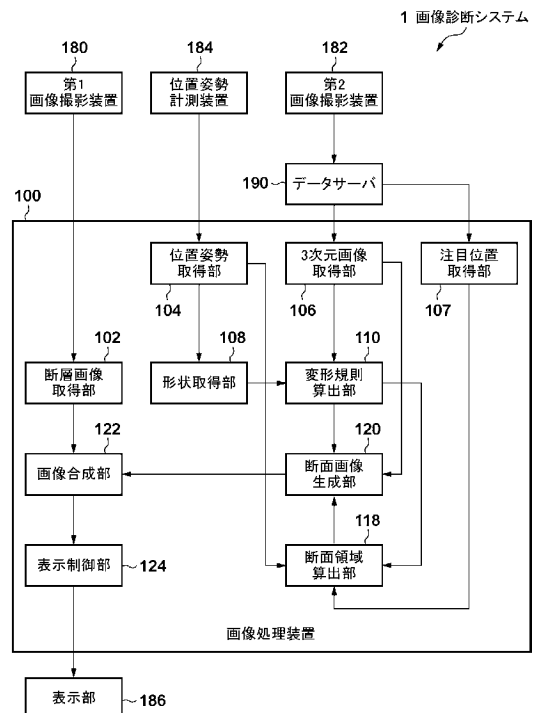 1 画像診断システム
180
184
182
第1
画像撮影装置
位置姿勢
計測装置
第2
画像撮影装置
190
データサーバ
100
位置姿勢
取得部
3次元画像
取得部
注目位置
取得部
104
106
107
102
108
110
断層画像
取得部
形状取得部
変形規則
算出部
122
120
画像合成部
断面画像
生成部
118
表示制御部
124
断面領域
算出部
画像処理装置
表示部
186